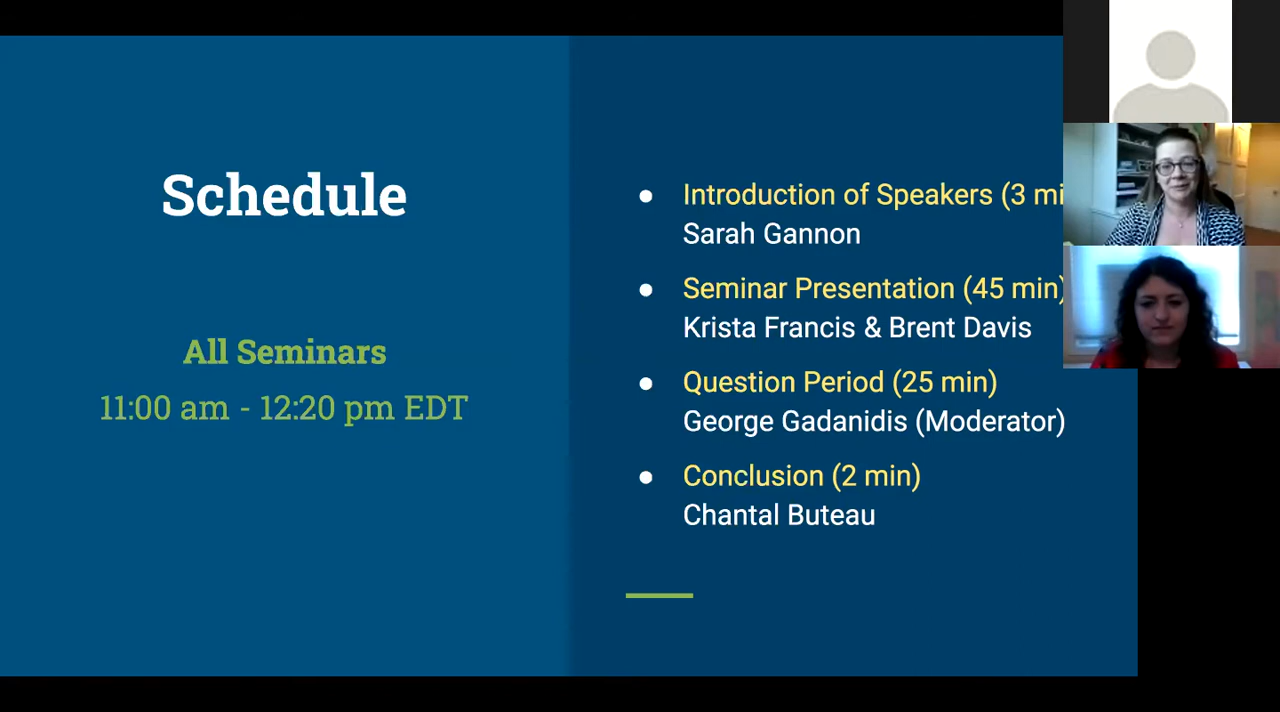 Schedule
All Seminars
11:00 am - 12:20 pm EDT
Introduction of Speakers (3 mi
Sarah Gannon
Seminar Presentation (45 min)
Krista Francis & Brent Davis
Question Period (25 min)
George Gadanidis (Moderator)
Conclusion (2 min)
Chantal Buteau